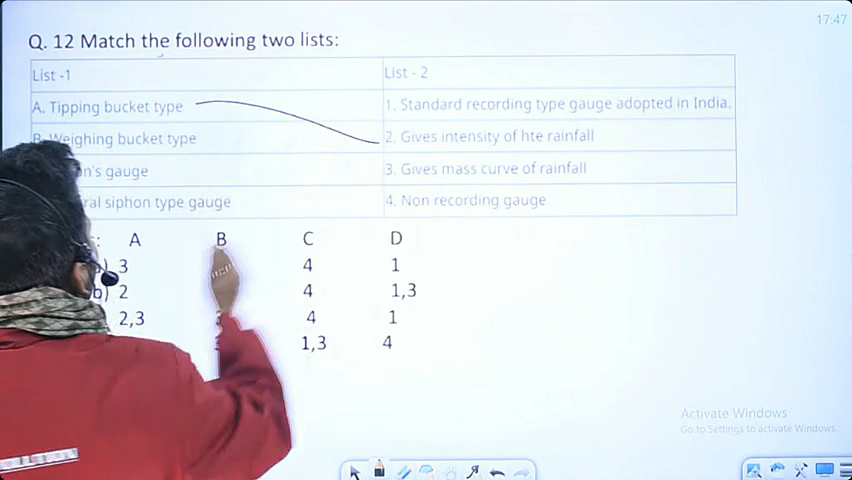 17:47
Q. 12 Match the following two lists:
List -1 List - 2
A. Tipping bucket type 1. Standard recording type gauge adopted in India.
B. Weighing bucket type 2. Gives intensity of hte rainfall
gauge 3. Gives mass curve of rainfall
siphon type gauge 4. Non recording gauge
A B C D
3 4 1
b) 2 4 1,3
2,3 4 1
1,3 4
Activate Windows
Go to Settings to activate Windows.